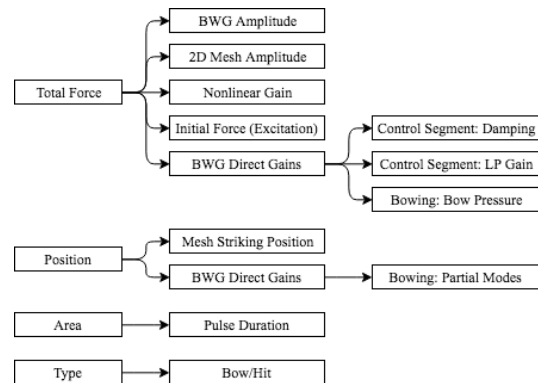 BWG Amplitude
2D Mesh Amplitude
Total Force
Nonlinear Gain
Initial Force (Excitation)
Control Segment: Damping
BWG Direct Gains
Control Segment: LP Gain
Bowing: Bow Pressure
Mesh Striking Position
Position
BWG Direct Gains
Bowing: Partial Modes
Area
Pulse Duration
Type
Bow/Hit